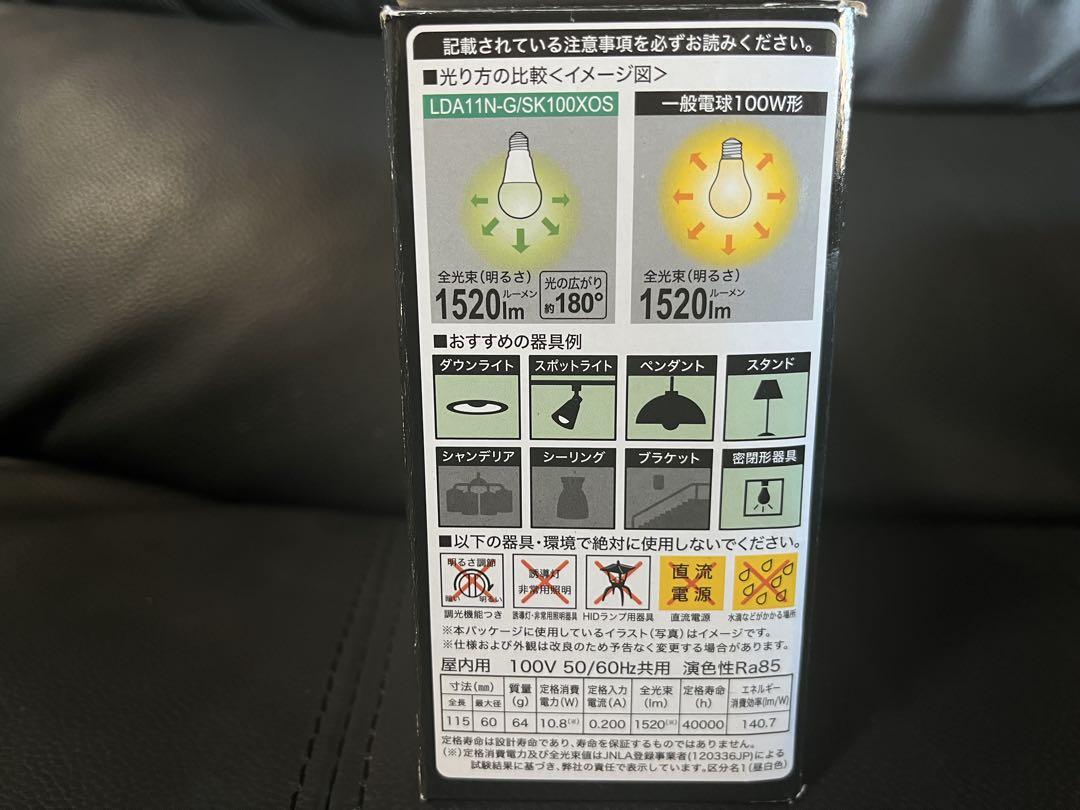 記載されている注意事項を必ずお読みください。
■光り方の比較<イメージ図>
LDA11N-G/SK100XOS
一般電球100W形
全光束(明るさ)
1520lm ルーメン
光の広がり
約180°
全光束(明るさ)
1520lm ルーメン
■おすすめの器具例
ダウンライト スポットライト ペンダント スタンド
シャンデリア シーリング ブラケット 密閉形器具
■以下の器具・環境で絶対に使用しないでください。
明るさ調節
暗い 明るい
誘導灯
非常用照明
直流
電源
調光機能つき 誘導灯・非常用照明器具 HIDランプ用器具 直流電源 水滴などがかかる場所
※本パッケージに使用しているイラスト(写真)はイメージです。
※仕様および外観は改良のため予告なく変更する場合があります。
屋内用 100V 50/60Hz共用 演色性Ra85
寸法(mm) 質量(g) 定格消費電力(W) 定格入力電流(A) 全光束(lm) 定格寿命(h) エネルギー消費効率(lm/W)
全長 最大径
115 60 64 10.8(※) 0.200 1520(※) 40000 140.7
定格寿命は設計寿命であり、寿命を保証するものではありません。
(※)定格消費電力及び全光束値はJNLA登録事業者(120336JP)による
試験結果に基づき、弊社の責任で表示しています。区分名1(昼白色)